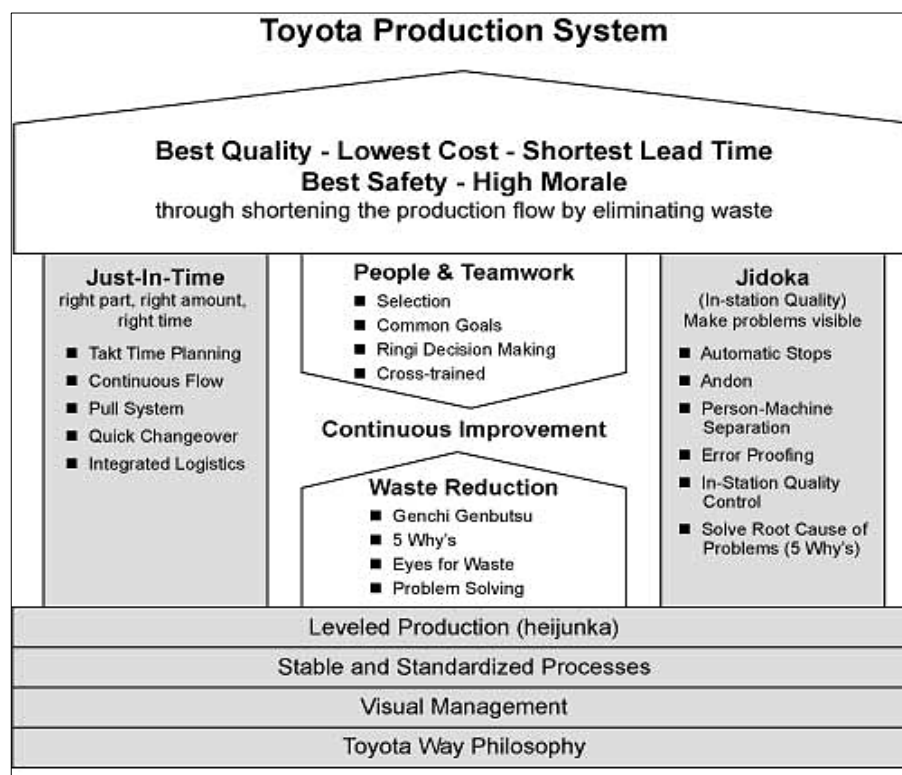 Toyota Production System
Best Quality - Lowest Cost - Shortest Lead Time
Best Safety - High Morale
through shortening the production flow by eliminating waste
Just-In-Time
right part, right amount,
right time
■ Takt Time Planning
■ Continuous Flow
■ Pull System
■ Quick Changeover
■ Integrated Logistics
People & Teamwork
■ Selection
■ Common Goals
■ Ringi Decision Making
■ Cross-trained
Continuous Improvement
Waste Reduction
■ Genchi Genbutsu
■ 5 Why's
■ Eyes for Waste
■ Problem Solving
Jidoka
(In-station Quality)
Make problems visible
■ Automatic Stops
■ Andon
■ Person-Machine
Separation
■ Error Proofing
■ In-Station Quality
Control
■ Solve Root Cause of
Problems (5 Why's)
Leveled Production (heijunka)
Stable and Standardized Processes
Visual Management
Toyota Way Philosophy